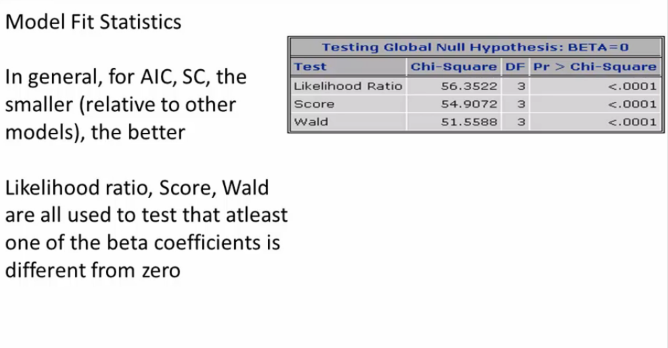 Model Fit Statistics
In general, for AIC, SC, the
smaller (relative to other
models), the better
Likelihood ratio, Score, Wald
are all used to test that atleast
one of the beta coefficients is
different from zero
Testing Global Null Hypothesis: BETA=0
Test Chi-Square DF Pr > Chi-Square
Likelihood Ratio 56.3522 3 <.0001
Score 54.9072 3 <.0001
Wald 51.5588 3 <.0001